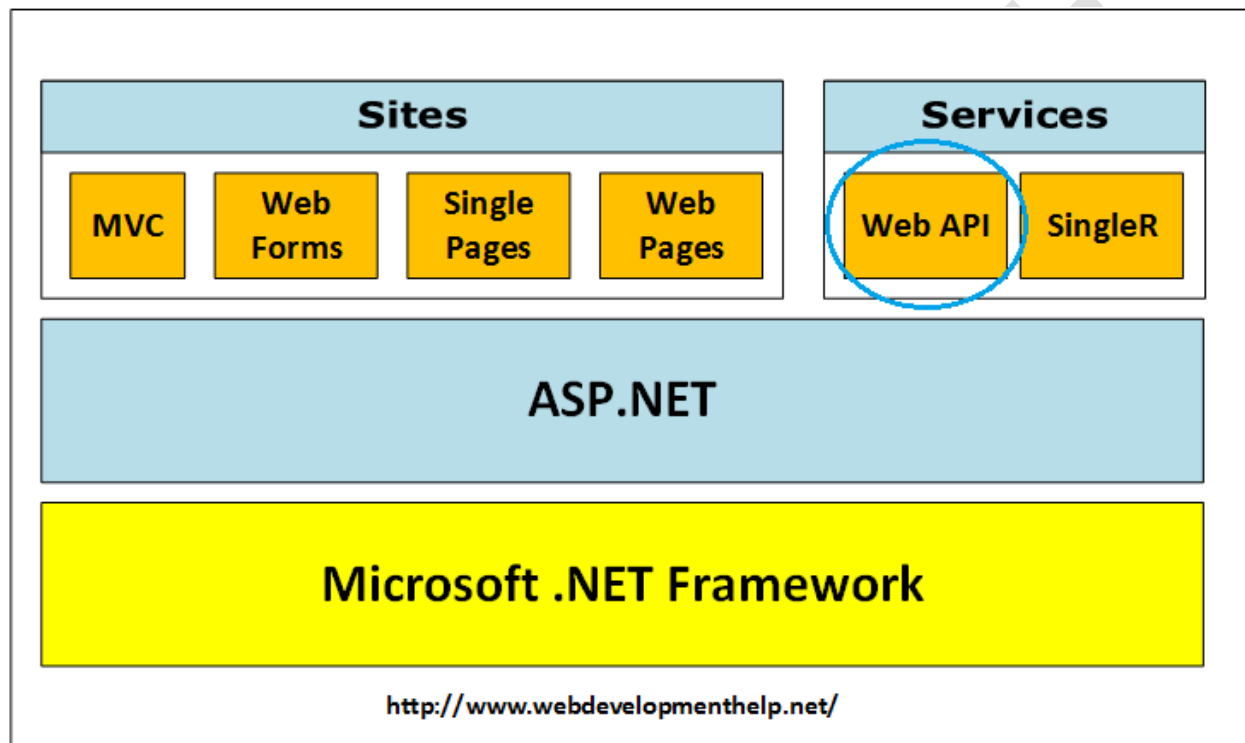 Sites
Services
MVC
Web
Forms
Single
Pages
Web
Pages
Web API
SingleR
ASP.NET
Microsoft .NET Framework
http://www.webdevelopmenthelp.net/